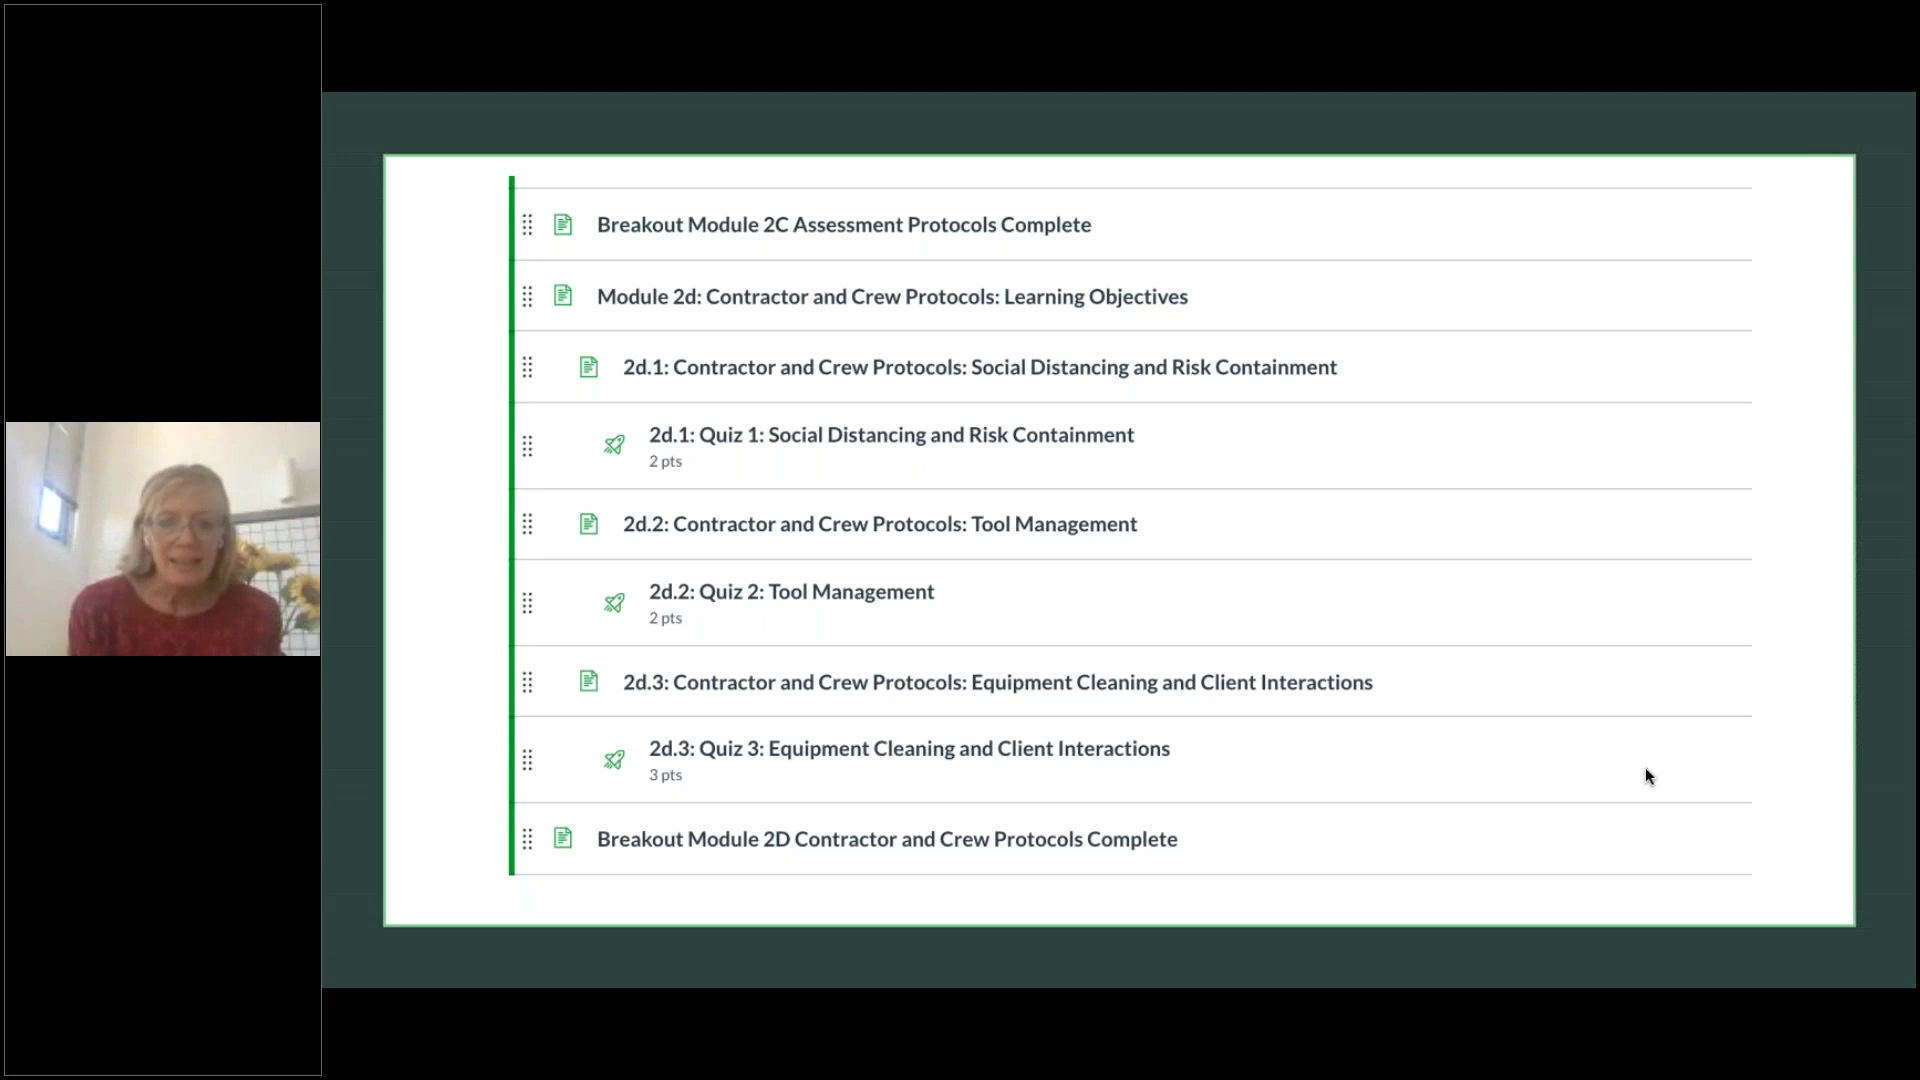 Breakout Module 2C Assessment Protocols Complete
Module 2d: Contractor and Crew Protocols: Learning Objectives
2d.1: Contractor and Crew Protocols: Social Distancing and Risk Containment
2d.1: Quiz 1: Social Distancing and Risk Containment
2 pts
2d.2: Contractor and Crew Protocols: Tool Management
2d.2: Quiz 2: Tool Management
2 pts
2d.3: Contractor and Crew Protocols: Equipment Cleaning and Client Interactions
2d.3: Quiz 3: Equipment Cleaning and Client Interactions
3 pts
Breakout Module 2D Contractor and Crew Protocols Complete